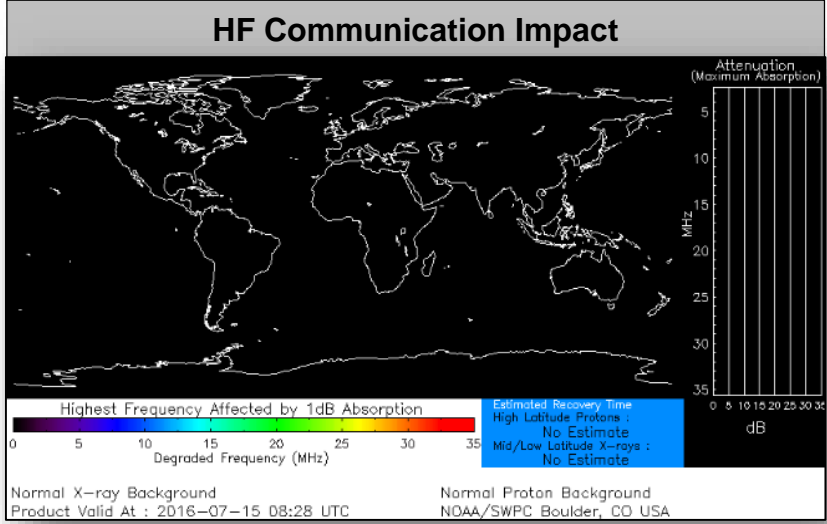 HF Communication Impact
Attenuation
(Maximum Absorption)
5
10
15
MHz
20
25
30
35
0 5 10 15 20 25 30 35
dB
Highest Frequency Affected by 1dB Absorption
0 5 10 15 20 25 30 35
Degraded Frequency (MHz)
Estimated Recovery Time
High Latitude Protons :
No Estimate
Mid/Low Latitude X-rays :
No Estimate
Normal X-ray Background
Normal Proton Background
Product Valid At : 2016-07-15 08:28 UTC
NOAA/SWPC Boulder, CO USA